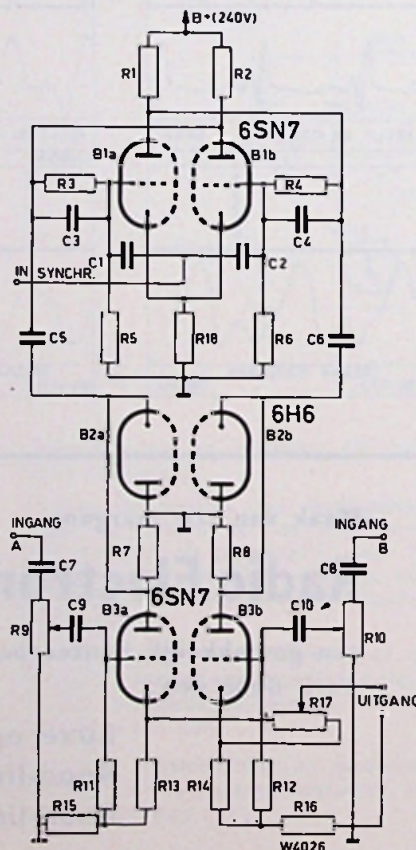 B+(240V)
R1
R2
6SN7
B1a
B1b
R3
R4
C3
C4
C1
C2
IN SYNCHR.
C5
R5
R18
R6
C6
6H6
B2a
B2b
INGANG
A
INGANG
B
C7
R7
R8
C8
6SN7
B3a
B3b
R9
C9
C10
R10
R17
UITGANG
R11
R13
R14
R12
R15
R16
W4026